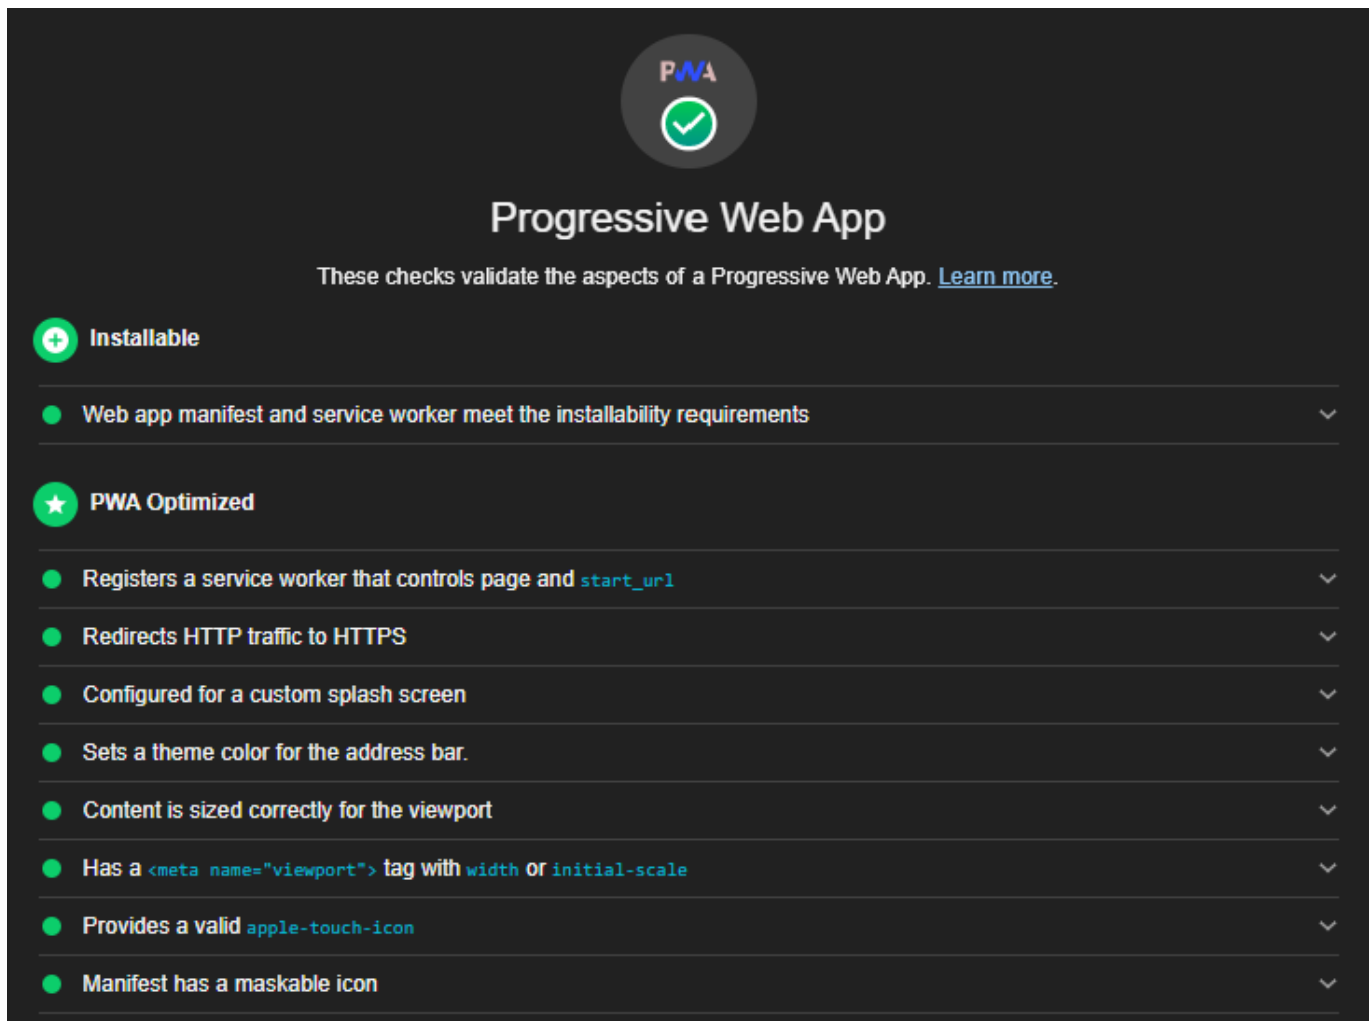 PWA
Progressive Web App
These checks validate the aspects of a Progressive Web App. Learn more.
Installable
Web app manifest and service worker meet the installability requirements
PWA Optimized
Registers a service worker that controls page and start_url
Redirects HTTP traffic to HTTPS
Configured for a custom splash screen
Sets a theme color for the address bar.
Content is sized correctly for the viewport
Has a <meta name="viewport"> tag with width or initial-scale
Provides a valid apple-touch-icon
Manifest has a maskable icon